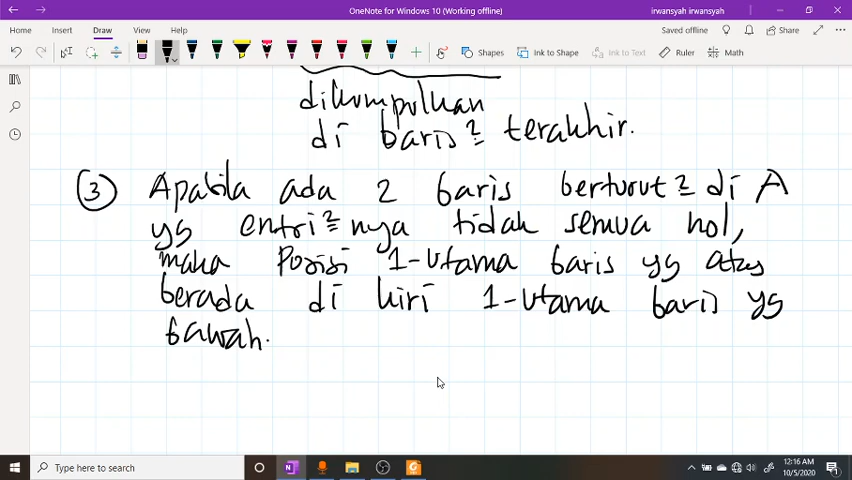 OneNote for Windows 10 (Working offline)
irwansyah irwansyah
Home Insert Draw View Help
Saved offline
Share
Shapes
Ink to Shape
Ink to Text
Ruler
Math
dikumpulkan
di baris2 terakhir.
3 Apabila ada 2 baris berturut2 di A
yg entri2nya tidak semua nol,
maka posisi 1-utama baris yg atas
berada di kiri 1-utama baris yg
bawah.
Type here to search
12:16 AM
10/5/2020